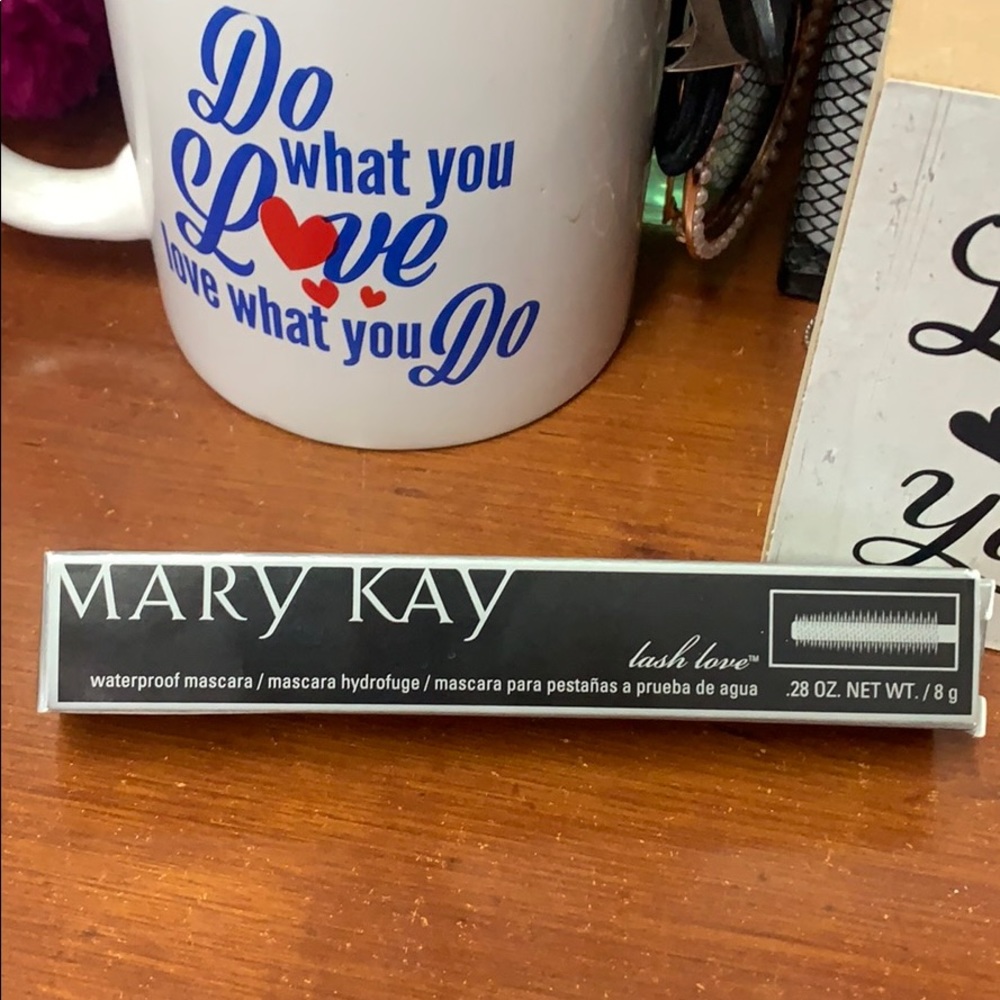 Do
what you
Love
love what you Do
MARY KAY
lash love™
waterproof mascara / mascara hydrofuge / mascara para pestañas a prueba de agua
.28 OZ. NET WT. / 8 g